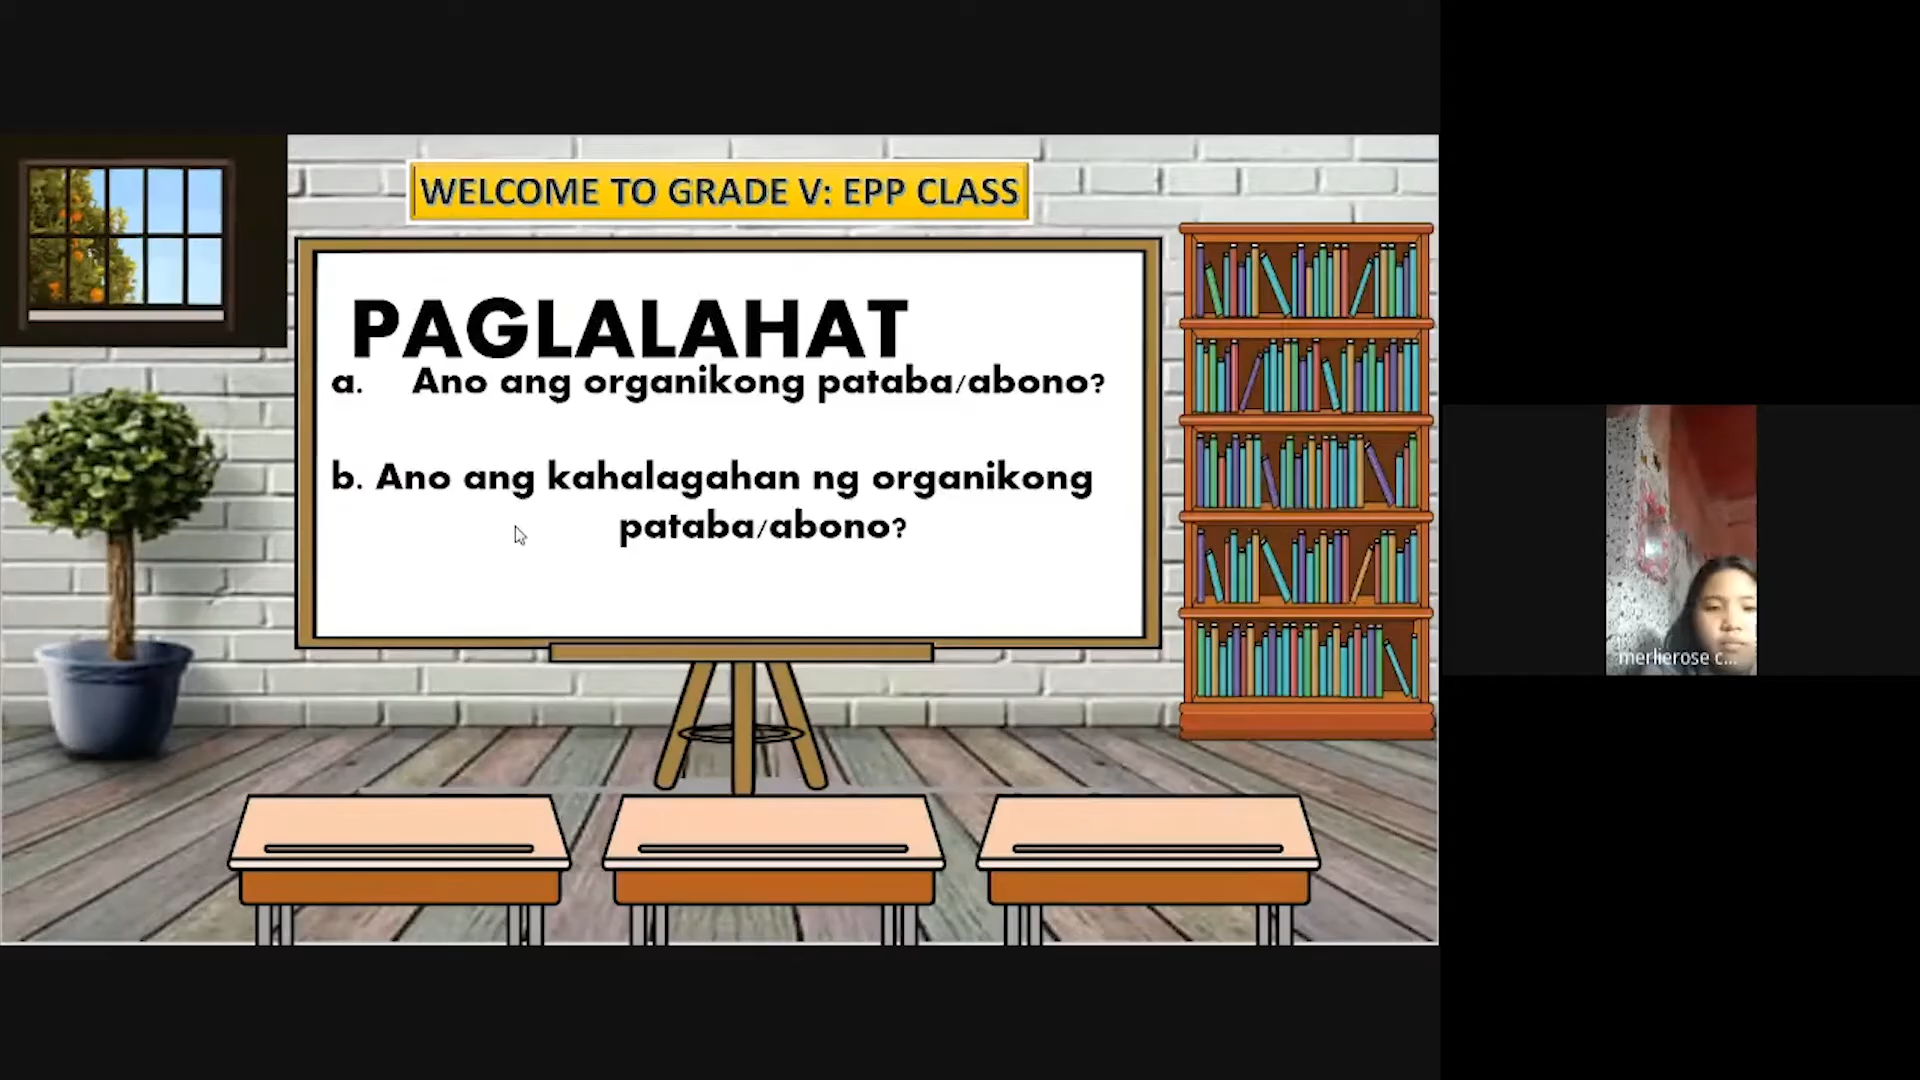 WELCOME TO GRADE V: EPP CLASS
PAGLALAHAT
a. Ano ang organikong pataba/abono?
b. Ano ang kahalagahan ng organikong
pataba/abono?
merlierose c...